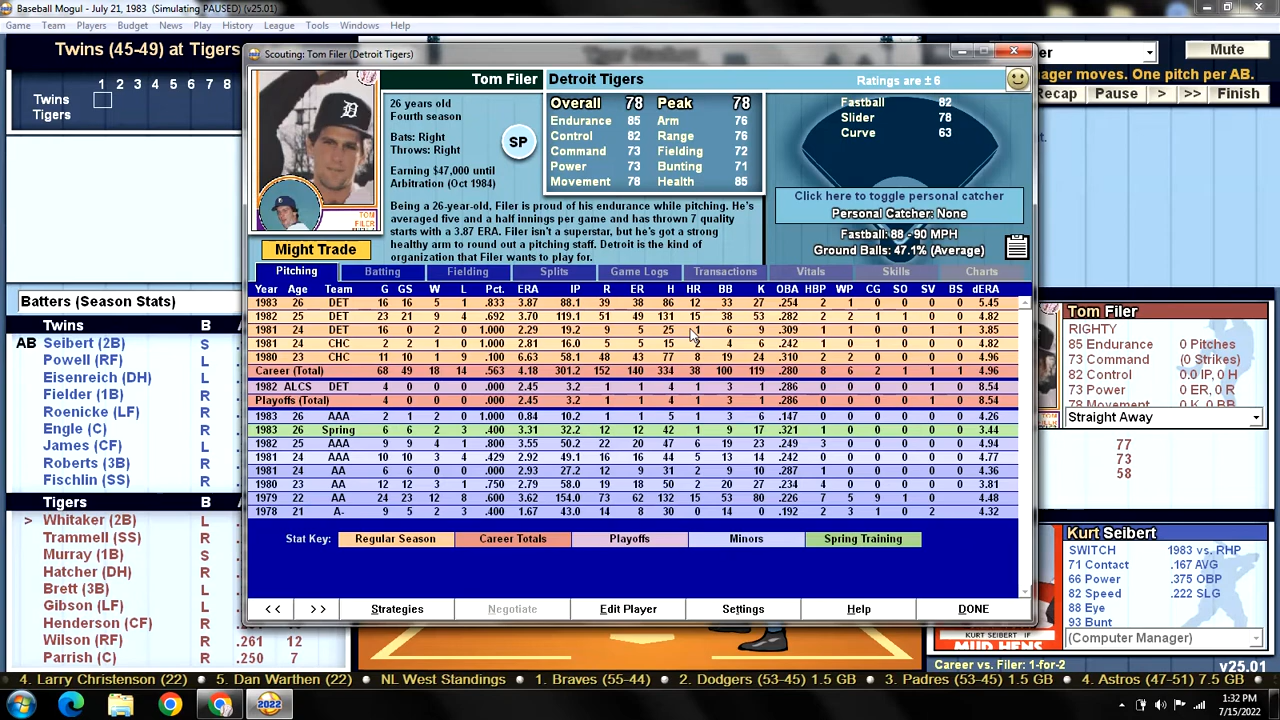 Baseball Mogul - July 21, 1983 (Simulating PAUSED) (v25.01)
Game Team Players Budget News Play History League Tools Windows Help
Twins (45-49) at Tigers
1 2 3 4 5 6 7 8
Twins
Tigers
Mute
One pitch per AB.
Recap Pause > >> Finish
Scouting: Tom Filer (Detroit Tigers)
Tom Filer Detroit Tigers Ratings are ± 6
26 years old
Fourth season
Bats: Right
Throws: Right
Earning $47,000 until
Arbitration (Oct 1984)
SP
Overall 78 Peak 78
Endurance 85 Arm 76
Control 82 Range 76
Command 73 Fielding 72
Power 73 Bunting 71
Movement 78 Health 85
Fastball 82
Slider 78
Curve 63
Click here to toggle personal catcher
Personal Catcher: None
Fastball: 88 - 90 MPH
Ground Balls: 47.1% (Average)
Being a 26-year-old, Filer is proud of his endurance while pitching. He's
averaged five and a half innings per game and has thrown 7 quality
starts with a 3.87 ERA. Filer isn't a superstar, but he's got a strong
healthy arm to round out a pitching staff. Detroit is the kind of
organization that Filer wants to play for.
TOM
FILER
Might Trade
Pitching Batting Fielding Splits Game Logs Transactions Vitals Skills Charts
Year Age Team G GS W L Pct. ERA IP R ER H HR BB K OBA HBP WP CG SO SV BS dERA
1983 26 DET 16 16 5 1 .833 3.87 88.1 39 38 86 12 33 27 .254 2 1 0 0 0 0 5.45
1982 25 DET 23 21 9 4 .692 3.70 119.1 51 49 131 15 38 53 .282 2 2 1 0 0 0 4.82
1981 24 DET 16 1 2 0 1.000 2.29 19.2 9 5 25 1 6 9 .309 1 1 0 0 1 1 3.85
1981 24 CHC 2 2 1 0 1.000 2.81 16.0 5 5 15 2 4 6 .242 1 0 1 1 0 0 4.82
1980 23 CHC 11 10 1 9 .100 6.63 58.1 48 43 77 8 19 24 .310 2 2 0 0 0 0 4.96
Career (Total) 68 49 18 14 .563 4.18 301.2 152 140 334 38 100 119 .280 8 6 2 1 1 1 4.96
1982 ALCS DET 4 0 0 0 .000 2.45 3.2 1 1 4 1 3 1 .286 0 0 0 0 1 0 8.54
Playoffs (Total) 4 0 0 0 .000 2.45 3.2 1 1 4 1 3 1 .286 0 0 0 0 1 0 8.54
1983 26 AAA 2 1 2 0 1.000 0.84 10.2 1 1 5 1 3 6 .147 0 0 0 0 0 0 4.26
1983 26 Spring 6 6 2 3 .400 3.31 32.2 12 12 42 1 9 17 .321 0 0 0 0 0 0 3.44
1982 25 AAA 9 9 4 1 .800 3.55 50.2 22 20 47 6 19 23 .249 3 0 0 0 0 0 4.94
1981 24 AAA 10 10 3 4 .429 2.92 49.1 16 16 44 5 13 14 .242 0 0 0 0 0 0 4.77
1981 24 AA 6 6 0 0 .000 2.93 27.2 12 9 31 2 9 10 .287 1 0 0 0 0 0 4.36
1980 23 AA 12 12 3 1 .750 2.79 58.0 19 18 50 2 20 27 .234 4 0 0 0 0 0 3.81
1979 22 AA 24 23 12 8 .600 3.62 154.0 73 62 132 15 53 80 .226 7 5 9 1 0 0 4.48
1978 21 A- 9 5 2 3 .400 1.67 43.0 14 8 30 0 14 0 .192 2 3 1 0 2 0 4.32
Stat Key: Regular Season Career Totals Playoffs Minors Spring Training
<< >> Strategies Negotiate Edit Player Settings Help DONE
Batters (Season Stats)
Twins B
AB Seibert (2B) S
Powell (RF) L
Eisenreich (DH) L
Fielder (1B) R
Roenicke (LF) R
Engle (C) R
James (CF) R
Roberts (3B) R
Fischlin (SS) R
Tigers B
> Whitaker (2B) L
Trammell (SS) R
Murray (1B) S
Hatcher (DH) R
Brett (3B) L
Gibson (LF) L
Henderson (CF) R
Wilson (RF) R .261 12
Parrish (C) R .250 7
Tom Filer
RIGHTY
85 Endurance 0 Pitches
73 Command (0 Strikes)
82 Control 0.0 IP, 0 H
73 Power 0 ER, 0 R
78 Movement 0 K, 0 BB
Straight Away
77
73
58
Kurt Seibert
SWITCH 1983 vs. RHP
71 Contact .167 AVG
66 Power .375 OBP
82 Speed .222 SLG
88 Eye
93 Bunt
(Computer Manager)
KURT SEIBERT IF
MUD HENS
Career vs. Filer: 1-for-2
v25.01
4. Larry Christenson (22) 5. Dan Warthen (22) NL West Standings 1. Braves (55-44) 2. Dodgers (53-45) 1.5 GB 3. Padres (53-45) 1.5 GB 4. Astros (47-51) 7.5 GB
2022
1:32 PM
7/15/2022